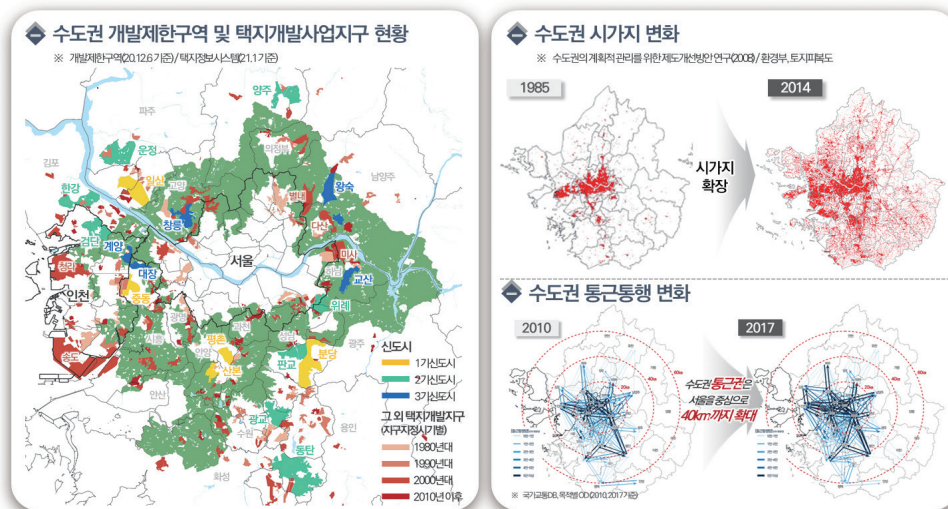 수도권 개발제한구역 및 택지개발사업지구 현황
※ 개발제한구역(20.12.6 기준) / 택지정보시스템(21.1 기준)
양주
파주
운정
의정부
김포
일산
고양
남양주
한강
별내
왕숙
창릉
다산
검단
계양
서울
미사
청라
대장
하남
교산
인천
중동
위례
광명
과천
송도
시흥
평촌
성남
광주
안양
분당
산본
판교
안산
광교
수원
용인
동탄
화성
신도시
1기신도시
2기신도시
3기신도시
그 외 택지개발지구
(지구지정시기별)
1980년대
1990년대
2000년대
2010년 이후
수도권 시가지 변화
※ 수도권의 계획적 관리를 위한 제도개선방안 연구(2008) / 환경부, 토지피복도
1985
2014
시가지
확장
수도권 통근통행 변화
2010
2017
60㎞
40㎞
20㎞
60㎞
40㎞
20㎞
수도권 통근권은
서울을 중심으로
40km까지 확대
※ 국가교통DB, 목적별 OD(2010, 2017 기준)